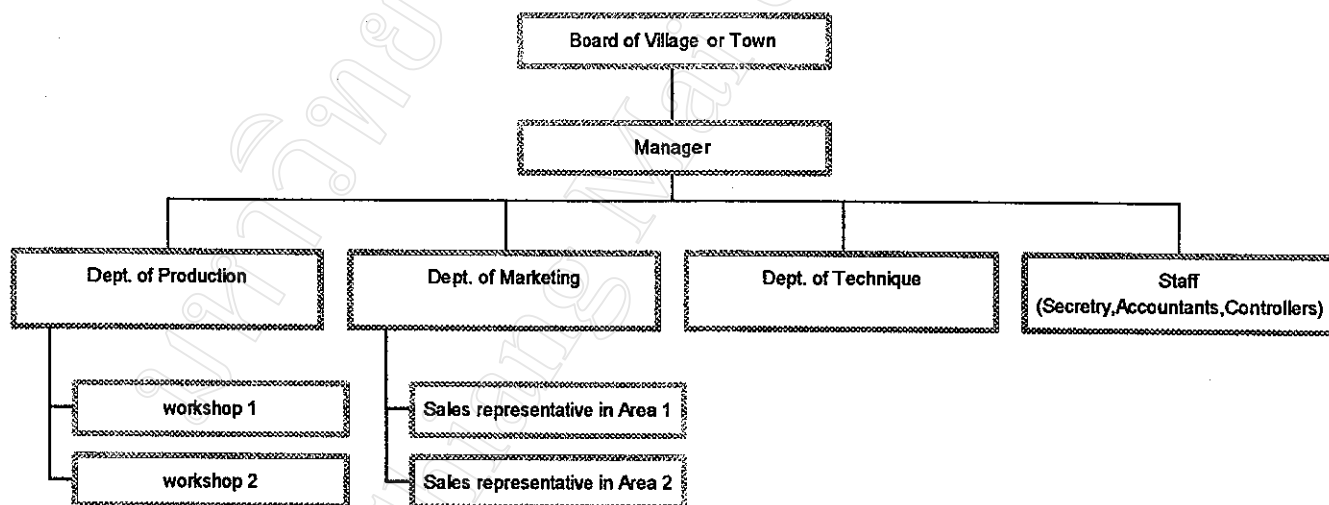 Board of Village or Town
Manager
Dept. of Production
Dept. of Marketing
Dept. of Technique
Staff
(Secretry,Accountants,Controllers)
workshop 1
Sales representative in Area 1
workshop 2
Sales representative in Area 2